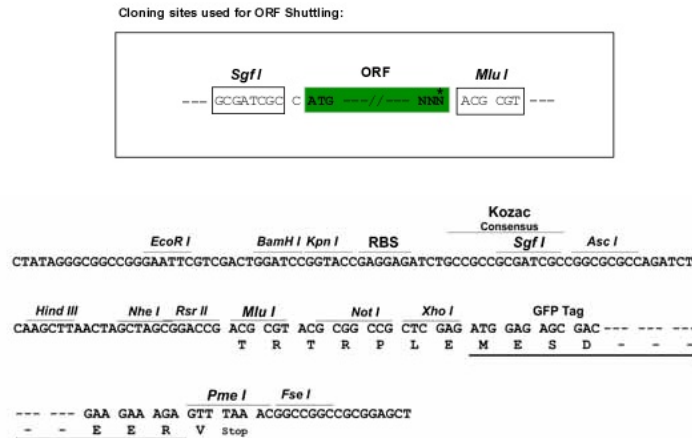 Cloning sites used for ORF Shuttling:
Sgf I ORF Mlu I
--- GCGATCGC C ATG ---//--- NNN* ACG CGT ---
Kozac
Consensus
EcoR I BamH I Kpn I RBS Sgf I Asc I
CTATAGGGCGGCCGGGAATTCGTCGACTGGATCCGGTACCGAGGAGATCTGCCGCCGCGATCGCCGGCGCGCCAGATCT
Hind III Nhe I Rsr II Mlu I Not I Xho I GFP Tag
CAAGCTTAACTAGCTAGCGGACCG ACG CGT ACG CGG CCG CTC GAG ATG GAG AGC GAC --- --- ---
T R T R P L E M E S D - - -
Pme I Fse I
--- --- GAA GAA AGA GTT TAA ACGGCCGGCCGCGGAGCT
- - E E R V Stop